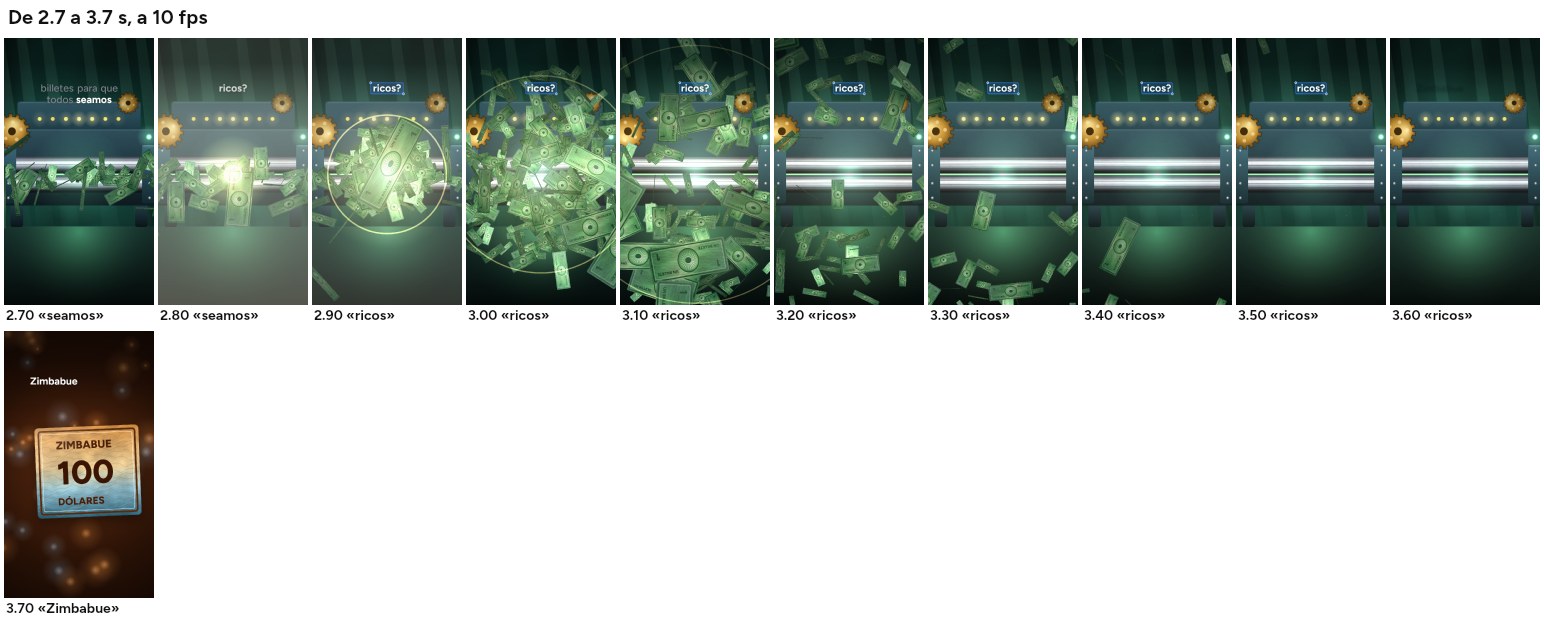 De 2.7 a 3.7 s, a 10 fps
billetes para que
todos seamos
ricos?
ricos?
ricos?
ricos?
ricos?
ricos?
ricos?
ricos?
2.70 «seamos»
2.80 «seamos»
2.90 «ricos»
3.00 «ricos»
3.10 «ricos»
3.20 «ricos»
3.30 «ricos»
3.40 «ricos»
3.50 «ricos»
3.60 «ricos»
Zimbabue
ZIMBABUE
100
DÓLARES
3.70 «Zimbabue»